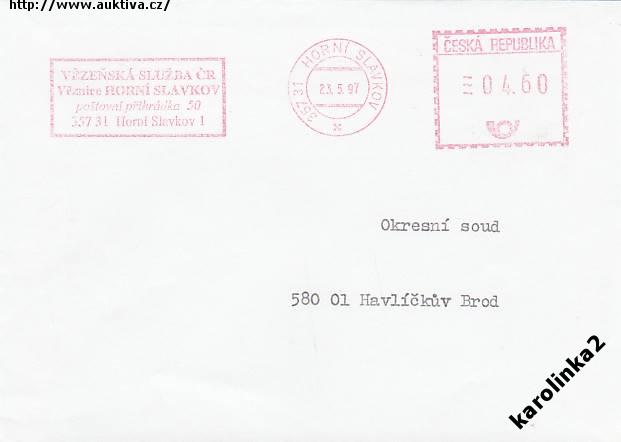 http://www.auktiva.cz/
VĚZEŇSKÁ SLUŽBA ČR
Věznice HORNÍ SLAVKOV
poštovní přihrádka 50
357 31 Horní Slavkov 1
357 31 HORNÍ SLAVKOV
23.5.97
ČESKÁ REPUBLIKA
04.60
Okresní soud
580 01 Havlíčkův Brod
karolinka2